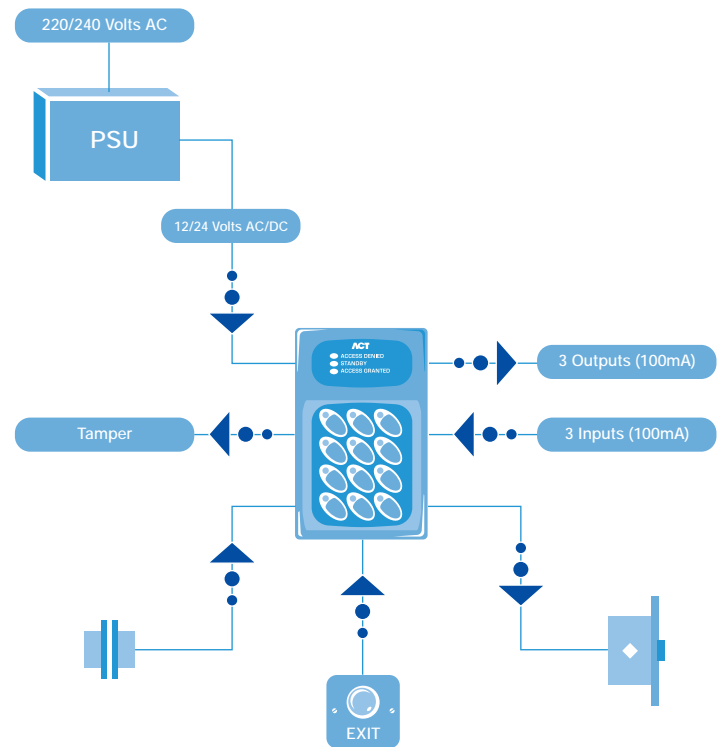 220/240 Volts AC
PSU
12/24 Volts AC/DC
ACT
ACCESS DENIED
STANDBY
ACCESS GRANTED
3 Outputs (100mA)
Tamper
3 Inputs (100mA)
EXIT